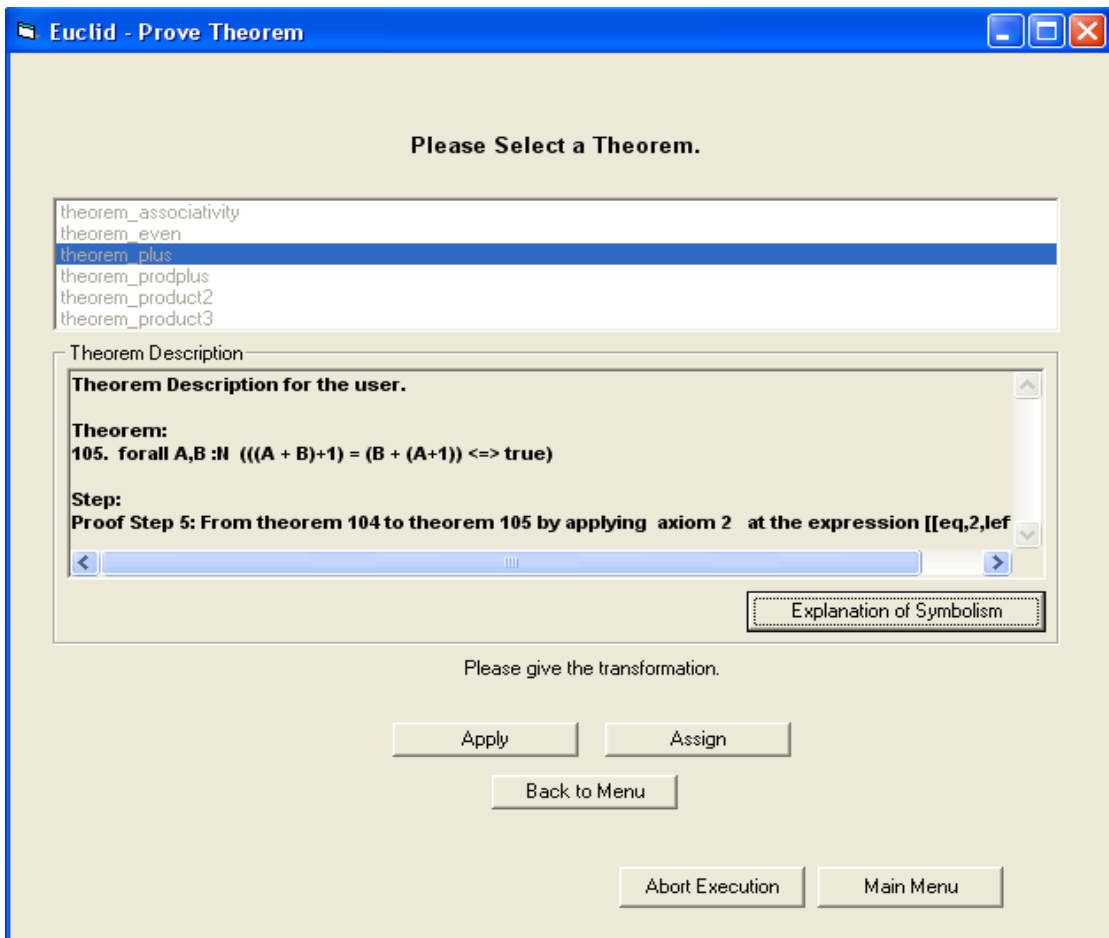 Euclid - Prove Theorem
Please Select a Theorem.
theorem_associativity
theorem_even
theorem_plus
theorem_prodplus
theorem_product2
theorem_product3
Theorem Description
Theorem Description for the user.
Theorem:
105. forall A,B :N (((A + B)+1) = (B + (A+1)) <=> true)
Step:
Proof Step 5: From theorem 104 to theorem 105 by applying axiom 2 at the expression [[eq,2,lef
Explanation of Symbolism
Please give the transformation.
Apply Assign
Back to Menu
Abort Execution Main Menu